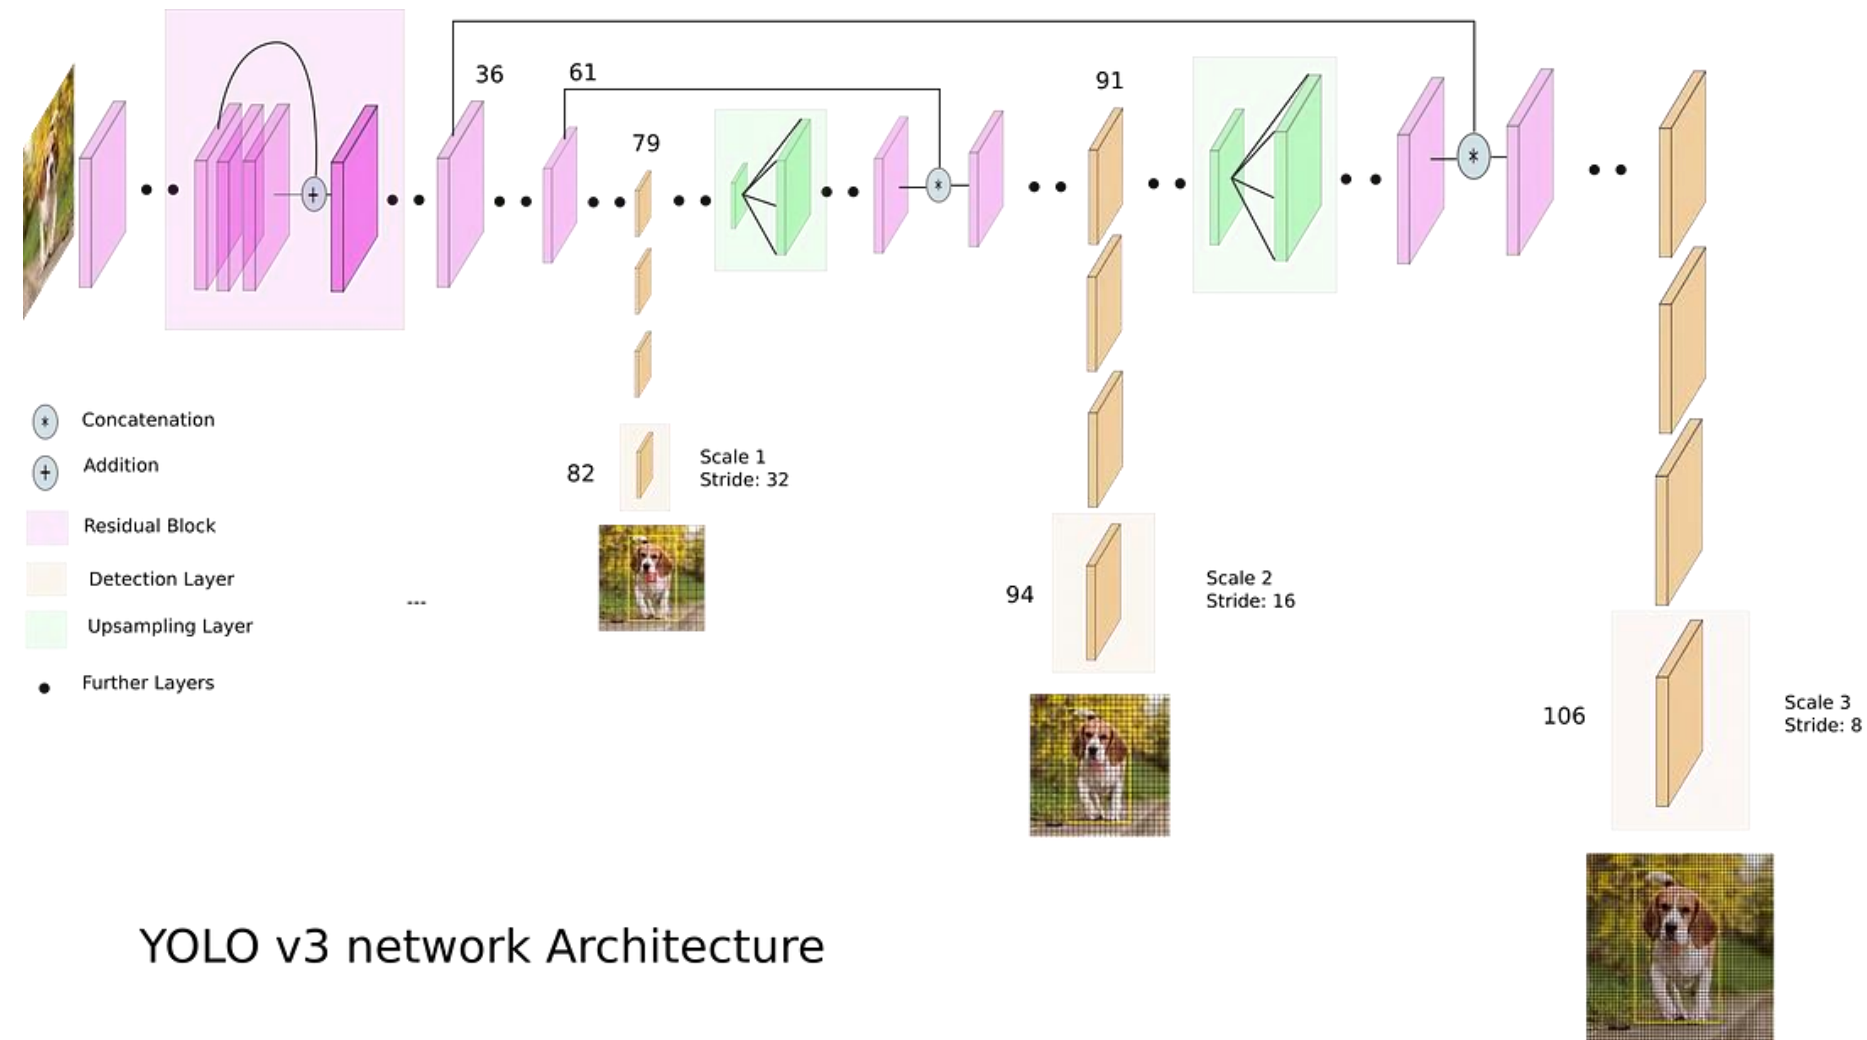 36
61
91
79
*
*
+
*
Concatenation
+
Addition
82
Scale 1
Stride: 32
Residual Block
Detection Layer
Upsampling Layer
---
94
Scale 2
Stride: 16
Further Layers
106
Scale 3
Stride: 8
YOLO v3 network Architecture